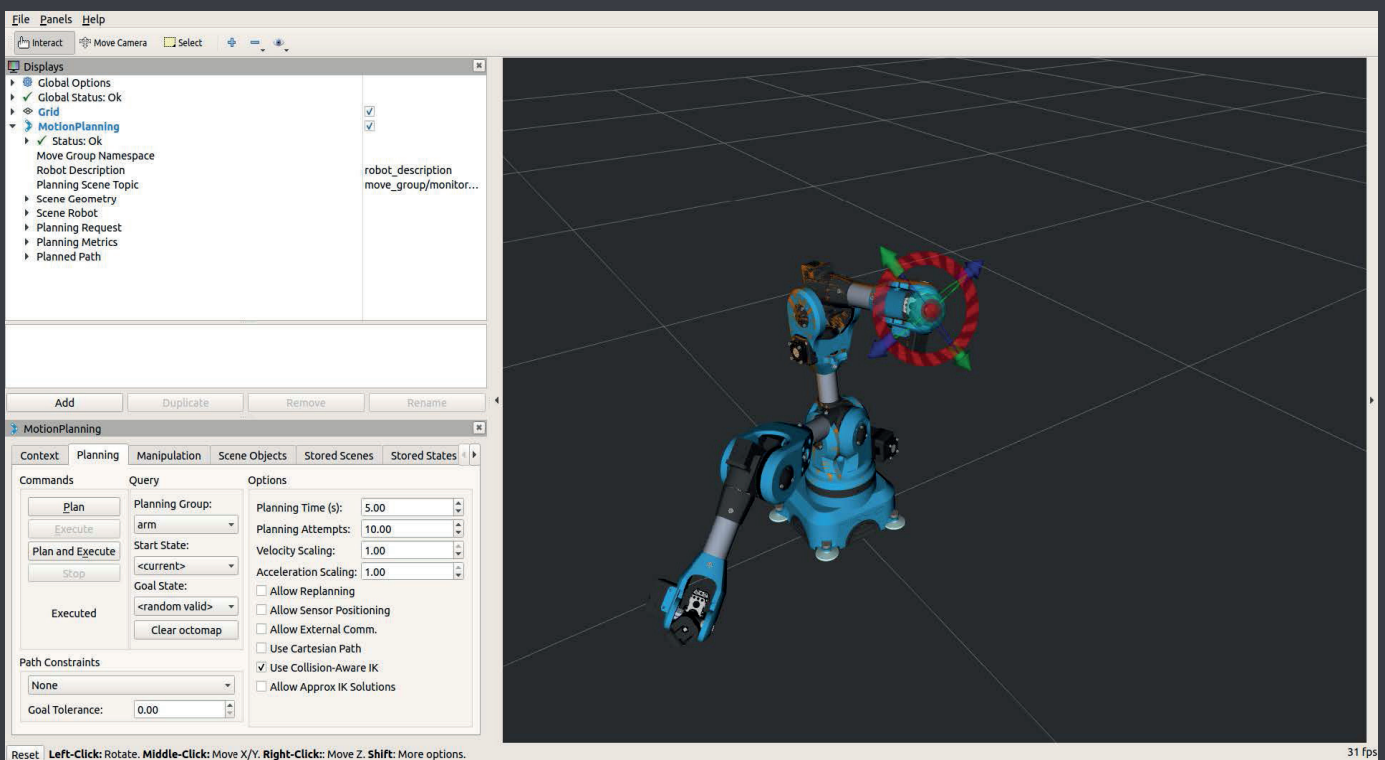 File Panels Help
Interact Move Camera Select
Displays
Global Options
Global Status: Ok
Grid
MotionPlanning
Status: Ok
Move Group Namespace
Robot Description robot_description
Planning Scene Topic move_group/monitor...
Scene Geometry
Scene Robot
Planning Request
Planning Metrics
Planned Path
Add Duplicate Remove Rename
MotionPlanning
Context Planning Manipulation Scene Objects Stored Scenes Stored States
Commands Query Options
Plan Planning Group: Planning Time (s): 5.00
Execute arm Planning Attempts: 10.00
Plan and Execute Start State: Velocity Scaling: 1.00
Stop <current> Acceleration Scaling: 1.00
Goal State: Allow Replanning
Executed <random valid> Allow Sensor Positioning
Clear octomap Allow External Comm.
Use Cartesian Path
Path Constraints Use Collision-Aware IK
None Allow Approx IK Solutions
Goal Tolerance: 0.00
Reset Left-Click: Rotate. Middle-Click: Move X/Y. Right-Click:: Move Z. Shift: More options. 31 fps